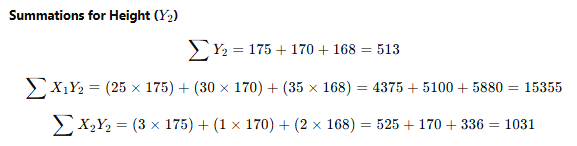 Summations for Height (Y₂)
∑ Y₂ = 175 + 170 + 168 = 513
∑ X₁Y₂ = (25 × 175) + (30 × 170) + (35 × 168) = 4375 + 5100 + 5880 = 15355
∑ X₂Y₂ = (3 × 175) + (1 × 170) + (2 × 168) = 525 + 170 + 336 = 1031